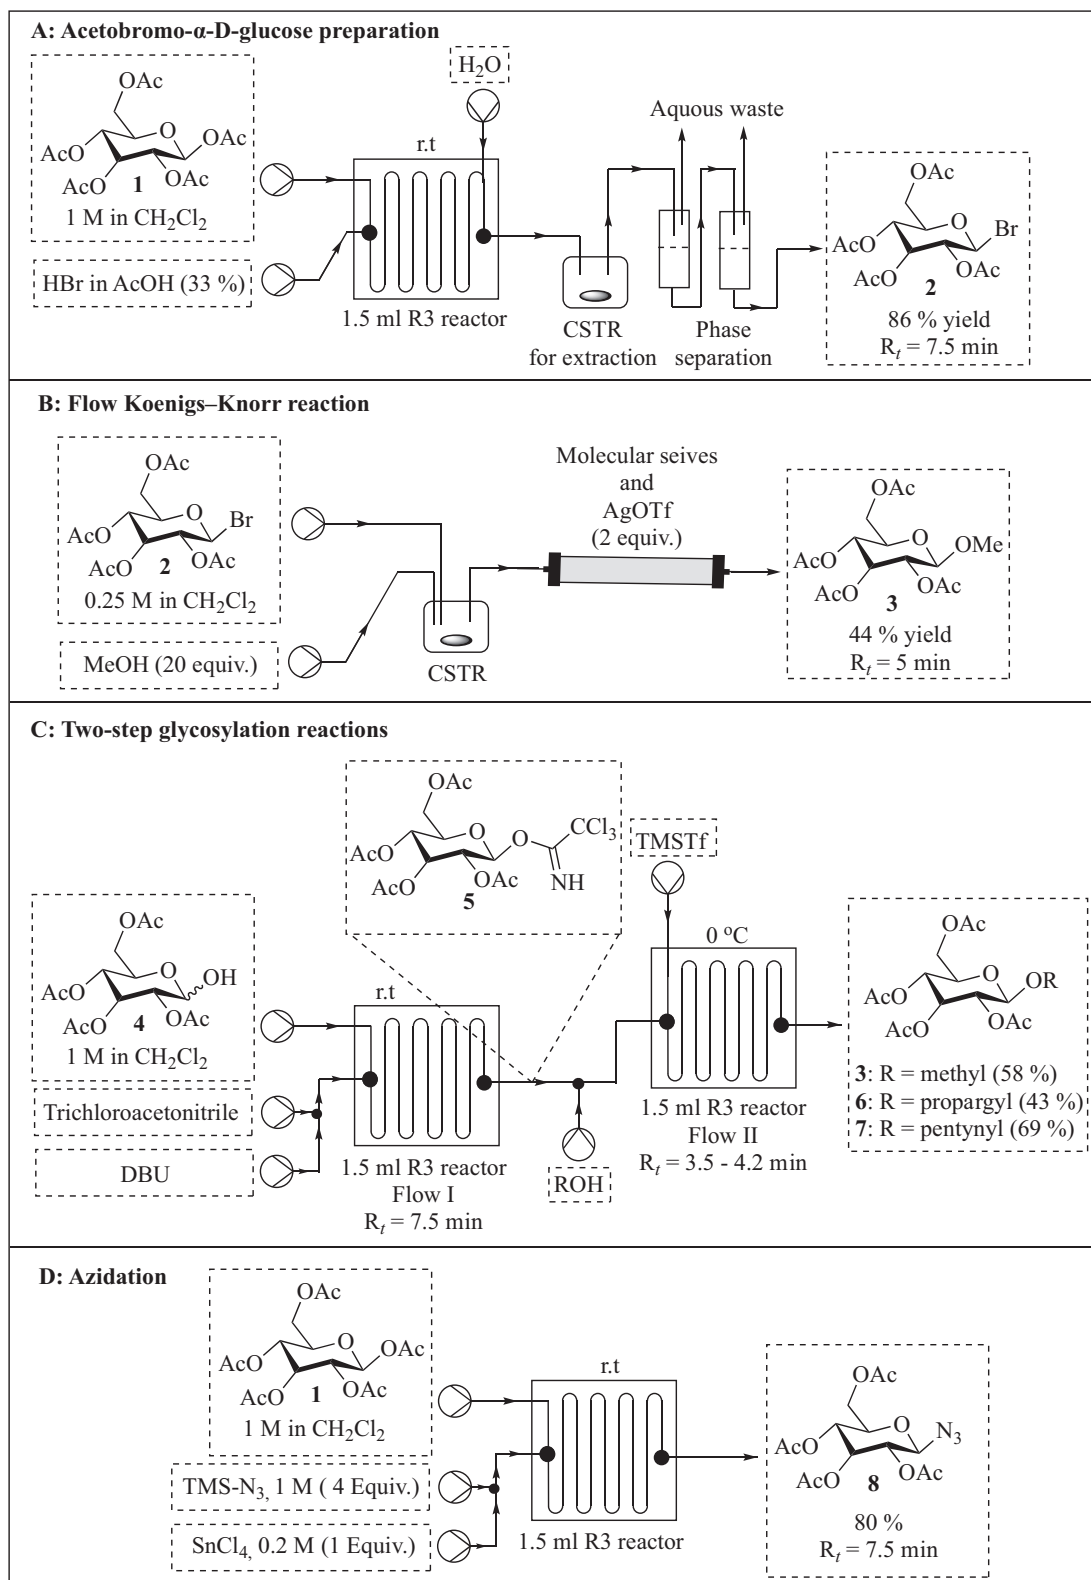 A: Acetobromo-α-D-glucose preparation
OAc
O
OAc
AcO
AcO
1
OAc
1 M in CH2Cl2
HBr in AcOH (33 %)
H2O
r.t
1.5 ml R3 reactor
CSTR
for extraction
Aquous waste
Phase
separation
OAc
O
Br
AcO
AcO
OAc
2
86 % yield
Rt = 7.5 min
B: Flow Koenigs–Knorr reaction
OAc
O
Br
AcO
AcO
2
OAc
0.25 M in CH2Cl2
MeOH (20 equiv.)
CSTR
Molecular seives
and
AgOTf
(2 equiv.)
OAc
O
OMe
AcO
AcO
OAc
3
44 % yield
Rt = 5 min
C: Two-step glycosylation reactions
OAc
O
O
CCl3
AcO
AcO
OAc
NH
5
OAc
O
OH
AcO
AcO
4
OAc
1 M in CH2Cl2
Trichloroacetonitrile
DBU
r.t
1.5 ml R3 reactor
Flow I
Rt = 7.5 min
ROH
TMSTf
0 °C
1.5 ml R3 reactor
Flow II
Rt = 3.5 - 4.2 min
OAc
O
OR
AcO
AcO
OAc
3: R = methyl (58 %)
6: R = propargyl (43 %)
7: R = pentynyl (69 %)
D: Azidation
OAc
O
OAc
AcO
AcO
1
OAc
1 M in CH2Cl2
TMS-N3, 1 M ( 4 Equiv.)
SnCl4, 0.2 M (1 Equiv.)
r.t
1.5 ml R3 reactor
OAc
O
N3
AcO
AcO
OAc
8
80 %
Rt = 7.5 min